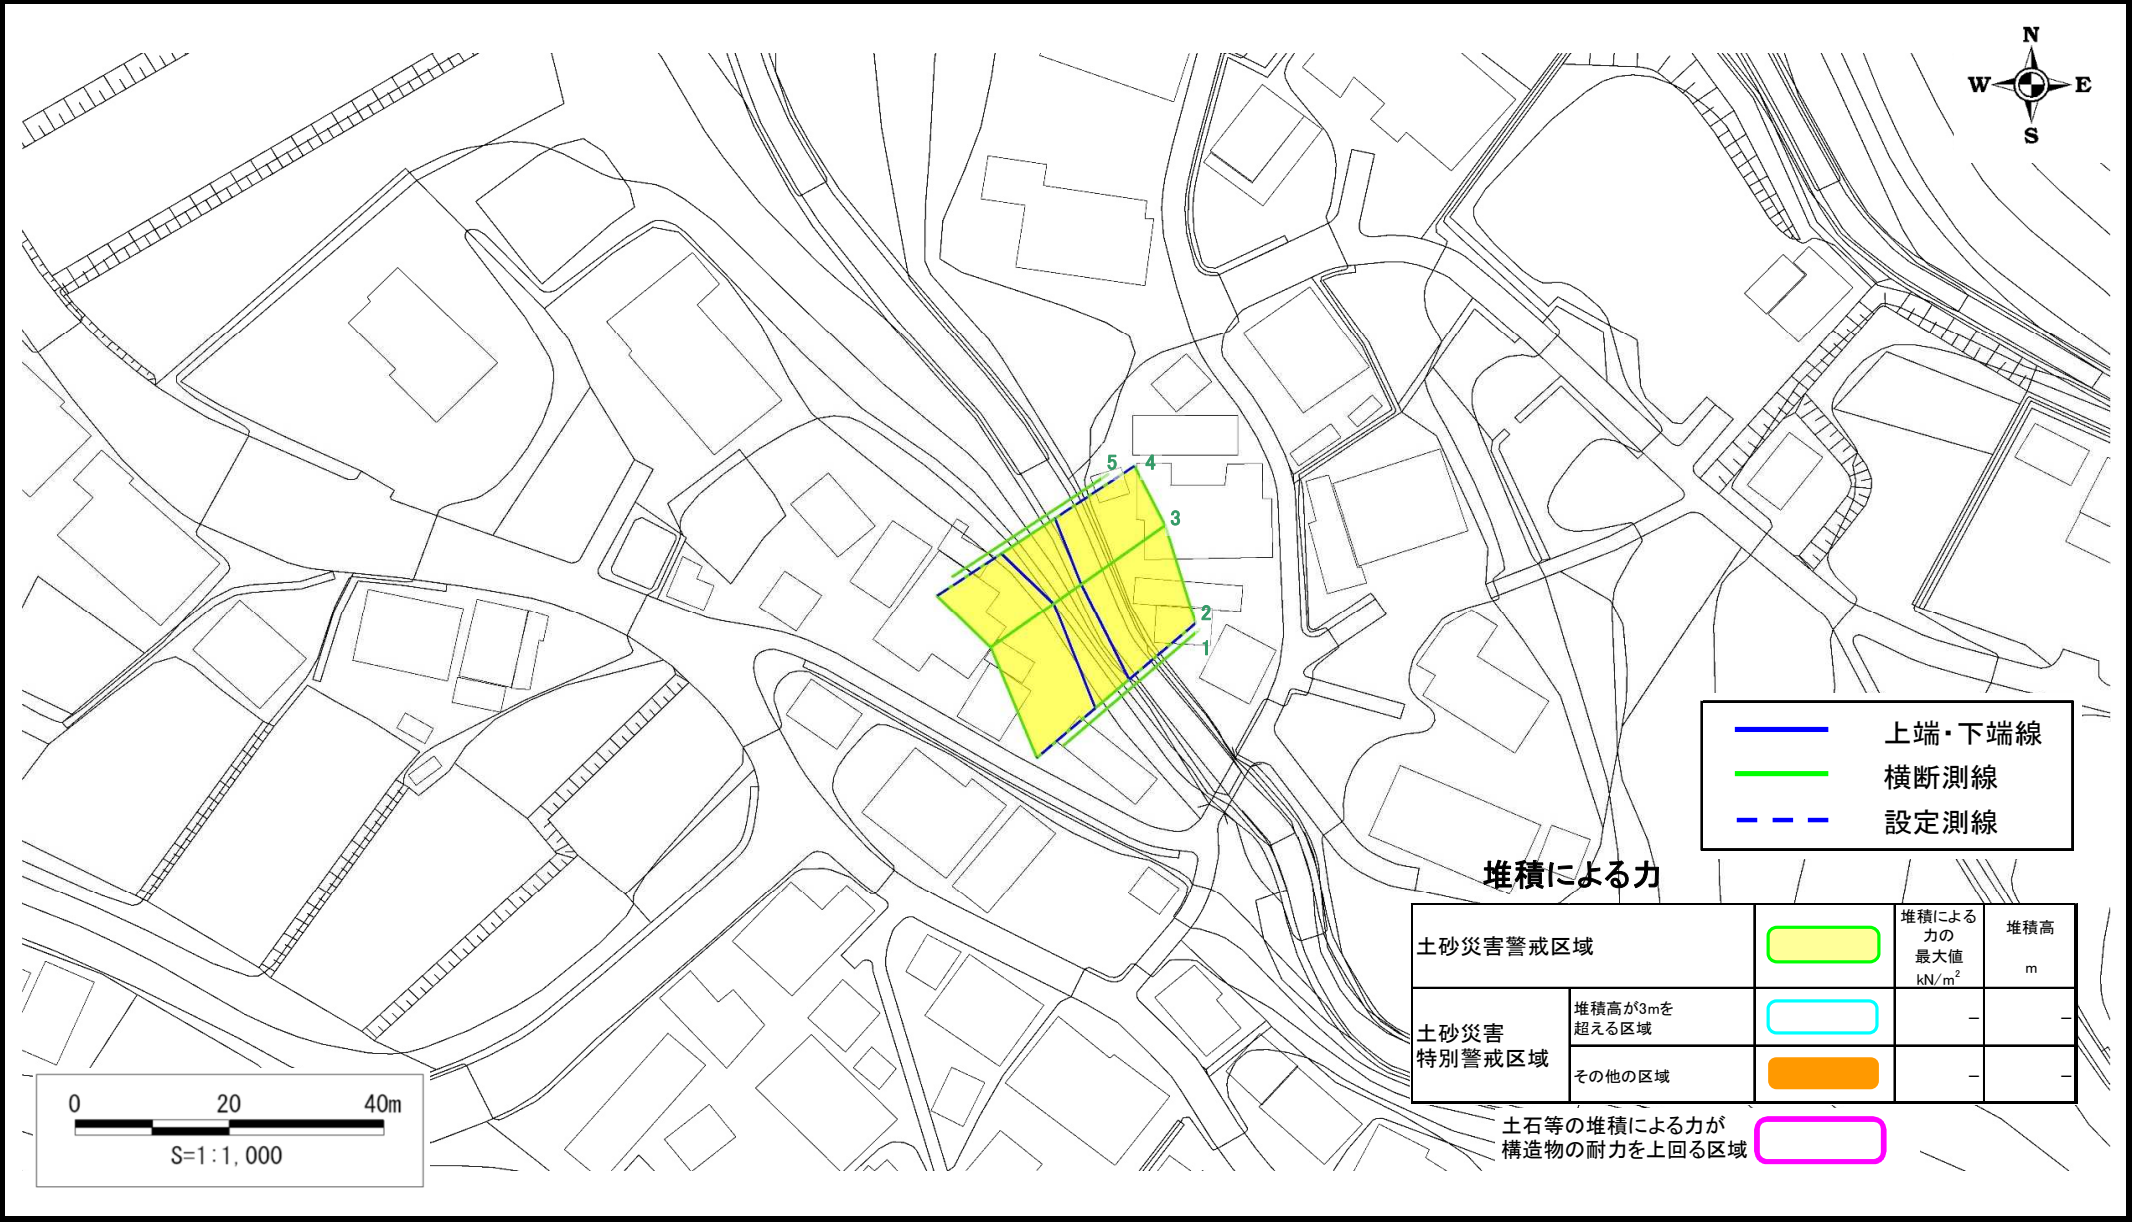 N
W E
S
5 4
3
2
1
上端・下端線
横断測線
設定測線
堆積による力
土砂災害警戒区域
堆積による
力の
最大値
kN/m²
堆積高
m
土砂災害
特別警戒区域
堆積高が3mを
超える区域
－ －
その他の区域
－ －
土石等の堆積による力が
構造物の耐力を上回る区域
0 20 40m
S=1:1,000